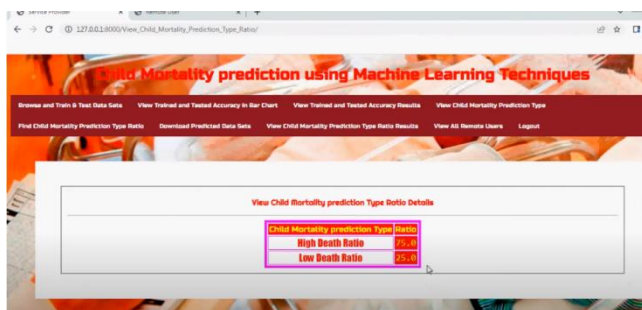 Service Provider
Remote User
127.0.0.1:8000/View_Child_Mortality_Prediction_Type_Ratio/
Child Mortality prediction using Machine Learning Techniques
Browse and Train & Test Data Sets View Trained and Tested Accuracy in Bar Chart View Trained and Tested Accuracy Results View Child Mortality Prediction Type
Find Child Mortality Prediction Type Ratio Download Predicted Data Sets View Child Mortality Prediction Type Ratio Results View All Remote Users Logout
View Child Mortality prediction Type Ratio Details
Child Mortality prediction Type Ratio
High Death Ratio 75.0
Low Death Ratio 25.0